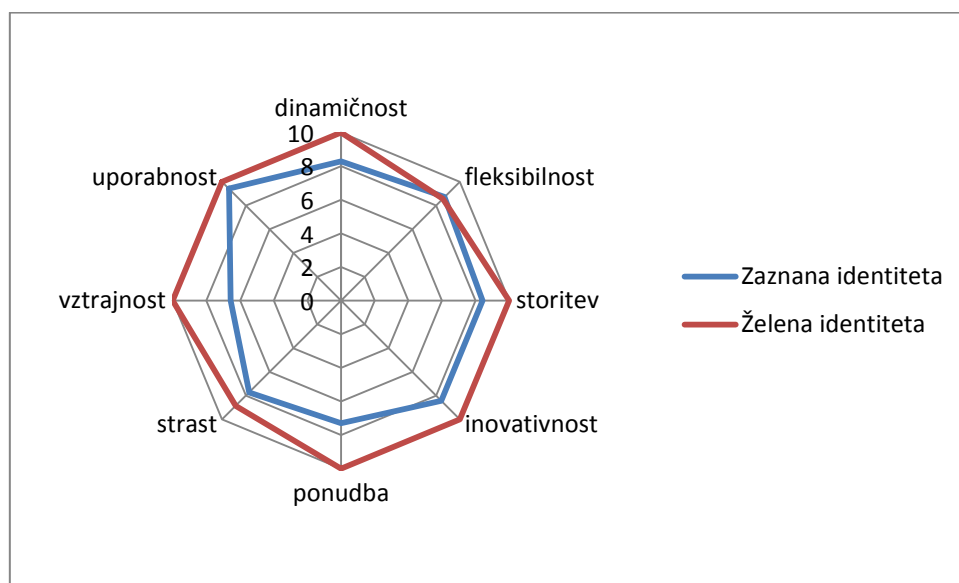 dinamičnost
10
uporabnost
8
fleksibilnost
6
4
2
vztrajnost
0
storitev
Zaznana identiteta
Želena identiteta
strast
inovativnost
ponudba